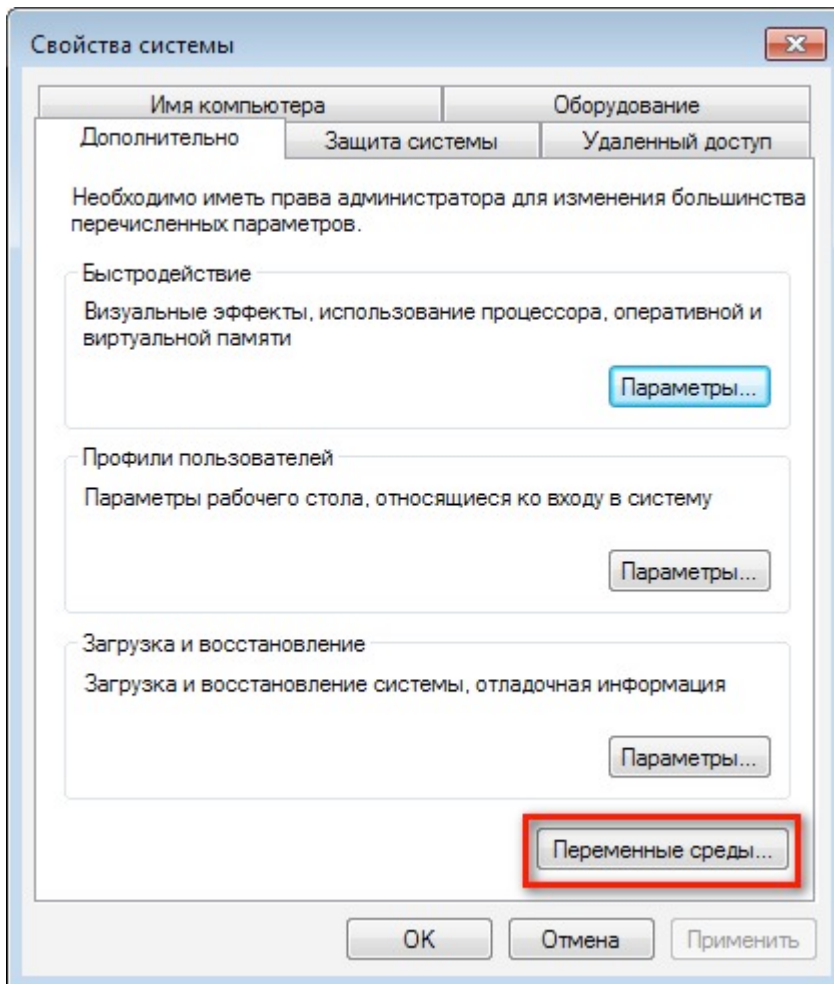 Свойства системы
Имя компьютера
Оборудование
Дополнительно
Защита системы
Удаленный доступ
Необходимо иметь права администратора для изменения большинства
перечисленных параметров.
Быстродействие
Визуальные эффекты, использование процессора, оперативной и
виртуальной памяти
Параметры...
Профили пользователей
Параметры рабочего стола, относящиеся ко входу в систему
Параметры...
Загрузка и восстановление
Загрузка и восстановление системы, отладочная информация
Параметры...
Переменные среды...
ОК
Отмена
Применить